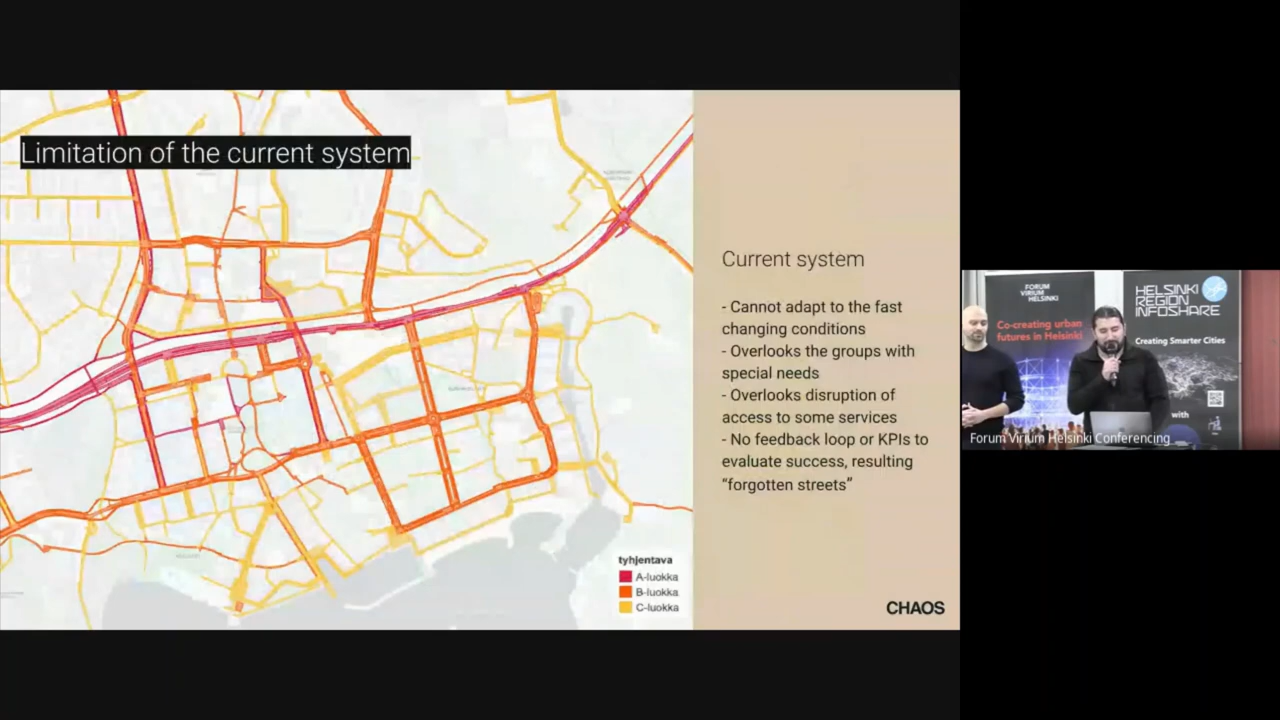 Limitation of the current system
Current system
- Cannot adapt to the fast
changing conditions
- Overlooks the groups with
special needs
- Overlooks disruption of
access to some services
- No feedback loop or KPIs to
evaluate success, resulting
“forgotten streets”
tyhjentava
A-luokka
B-luokka
C-luokka
CHAOS
FORUM
VIRIUM
HELSINKI
Co-creating urban
futures in Helsinki
HELSINKI
REGION
INFOSHARE
Creating Smarter Cities
with
Forum Virium Helsinki Conferencing